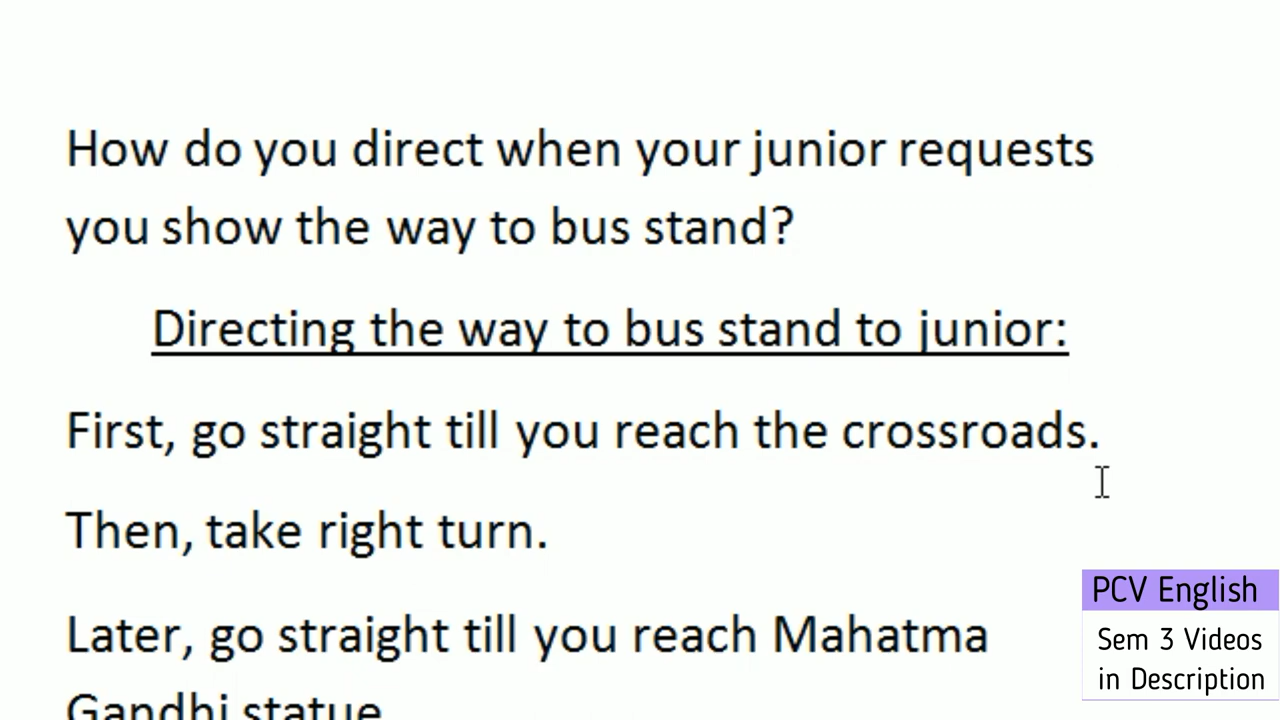 How do you direct when your junior requests
you show the way to bus stand?
Directing the way to bus stand to junior:
First, go straight till you reach the crossroads.
Then, take right turn.
Later, go straight till you reach Mahatma
Gandhi statue
PCV English
Sem 3 Videos
in Description